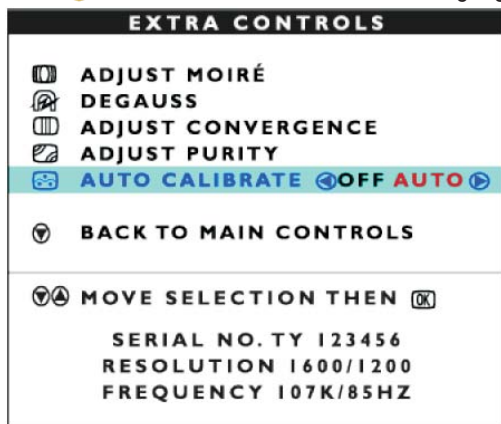 EXTRA CONTROLS
ADJUST MOIRÉ
DEGAUSS
ADJUST CONVERGENCE
ADJUST PURITY
AUTO CALIBRATE OFF AUTO
BACK TO MAIN CONTROLS
MOVE SELECTION THEN OK
SERIAL NO. TY 123456
RESOLUTION 1600/1200
FREQUENCY 107K/85HZ